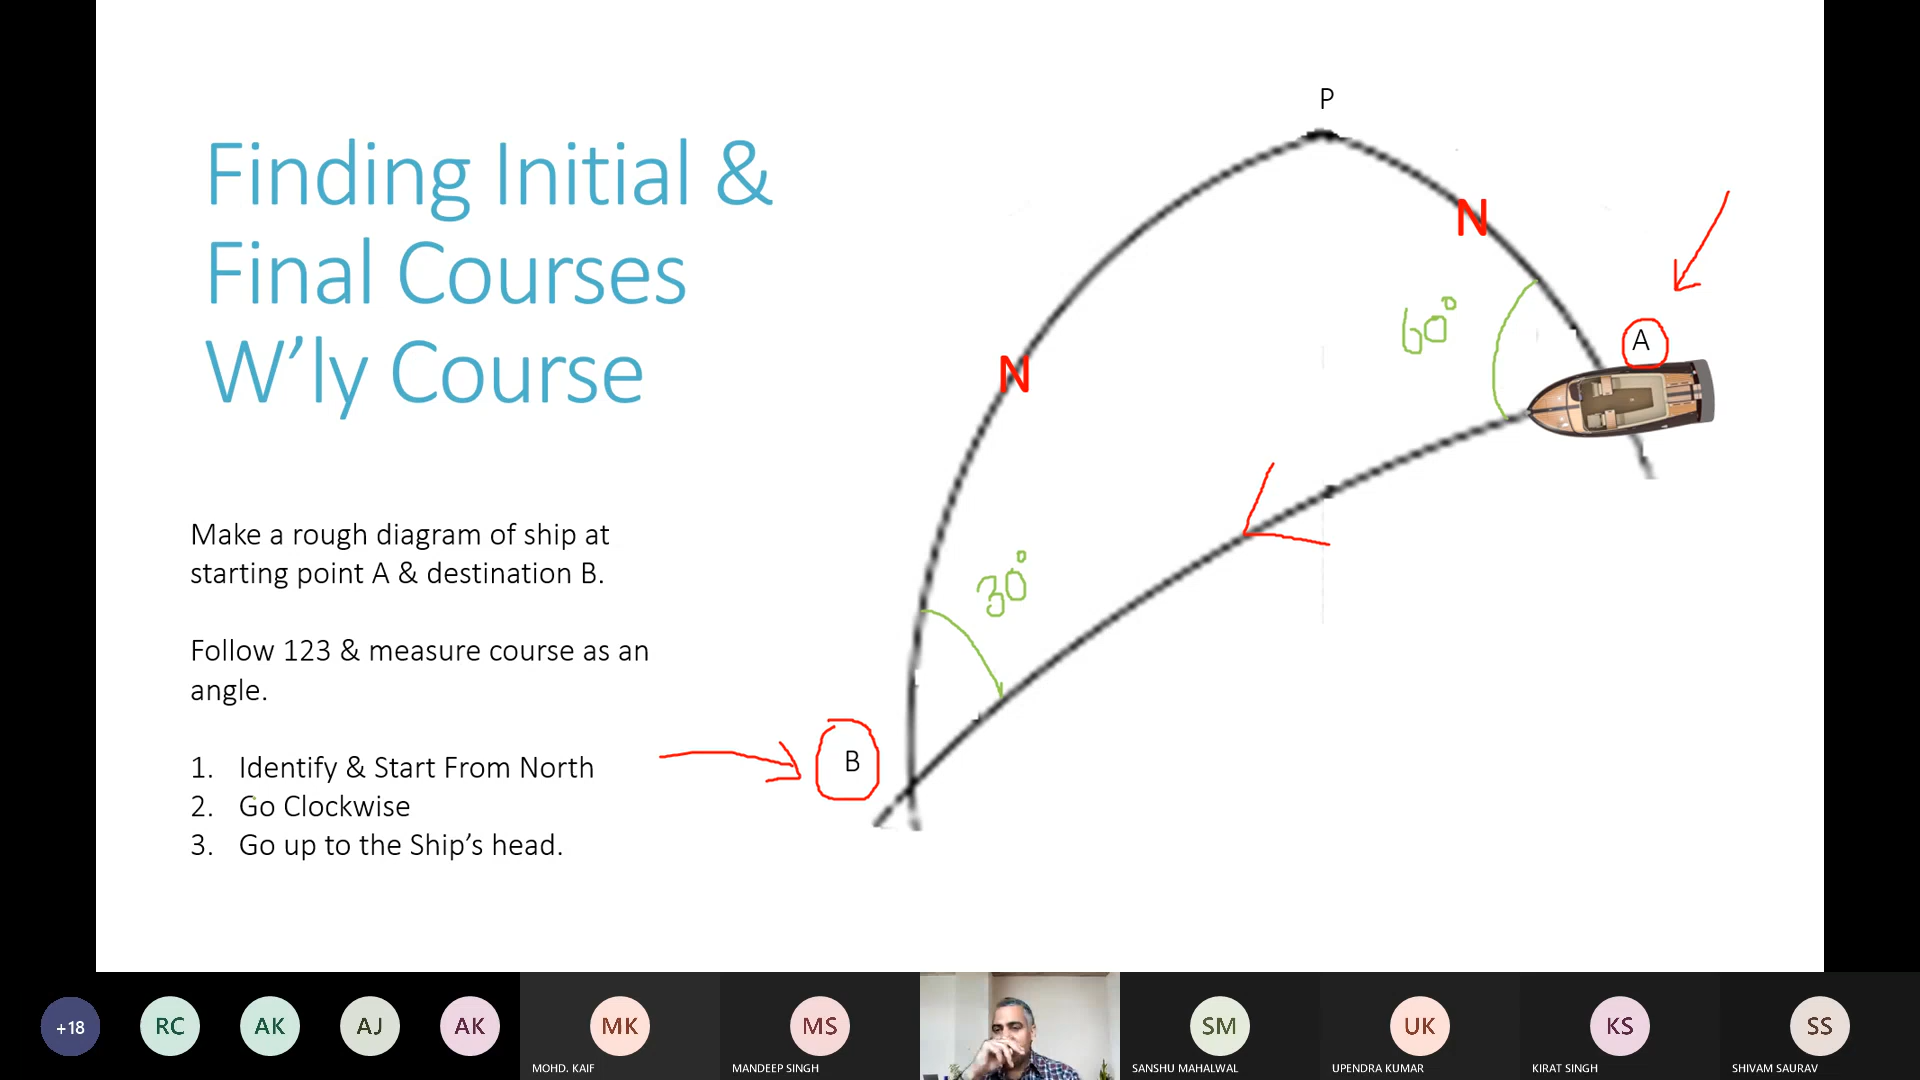 Finding Initial &
Final Courses
W’ly Course
Make a rough diagram of ship at
starting point A & destination B.
Follow 123 & measure course as an
angle.
1. Identify & Start From North
2. Go Clockwise
3. Go up to the Ship’s head.
P
N
60°
A
N
30°
B
+18
RC
AK
AJ
AK
MK
MOHD. KAIF
MS
MANDEEP SINGH
SM
SANSHU MAHALWAL
UK
UPENDRA KUMAR
KS
KIRAT SINGH
SS
SHIVAM SAURAV